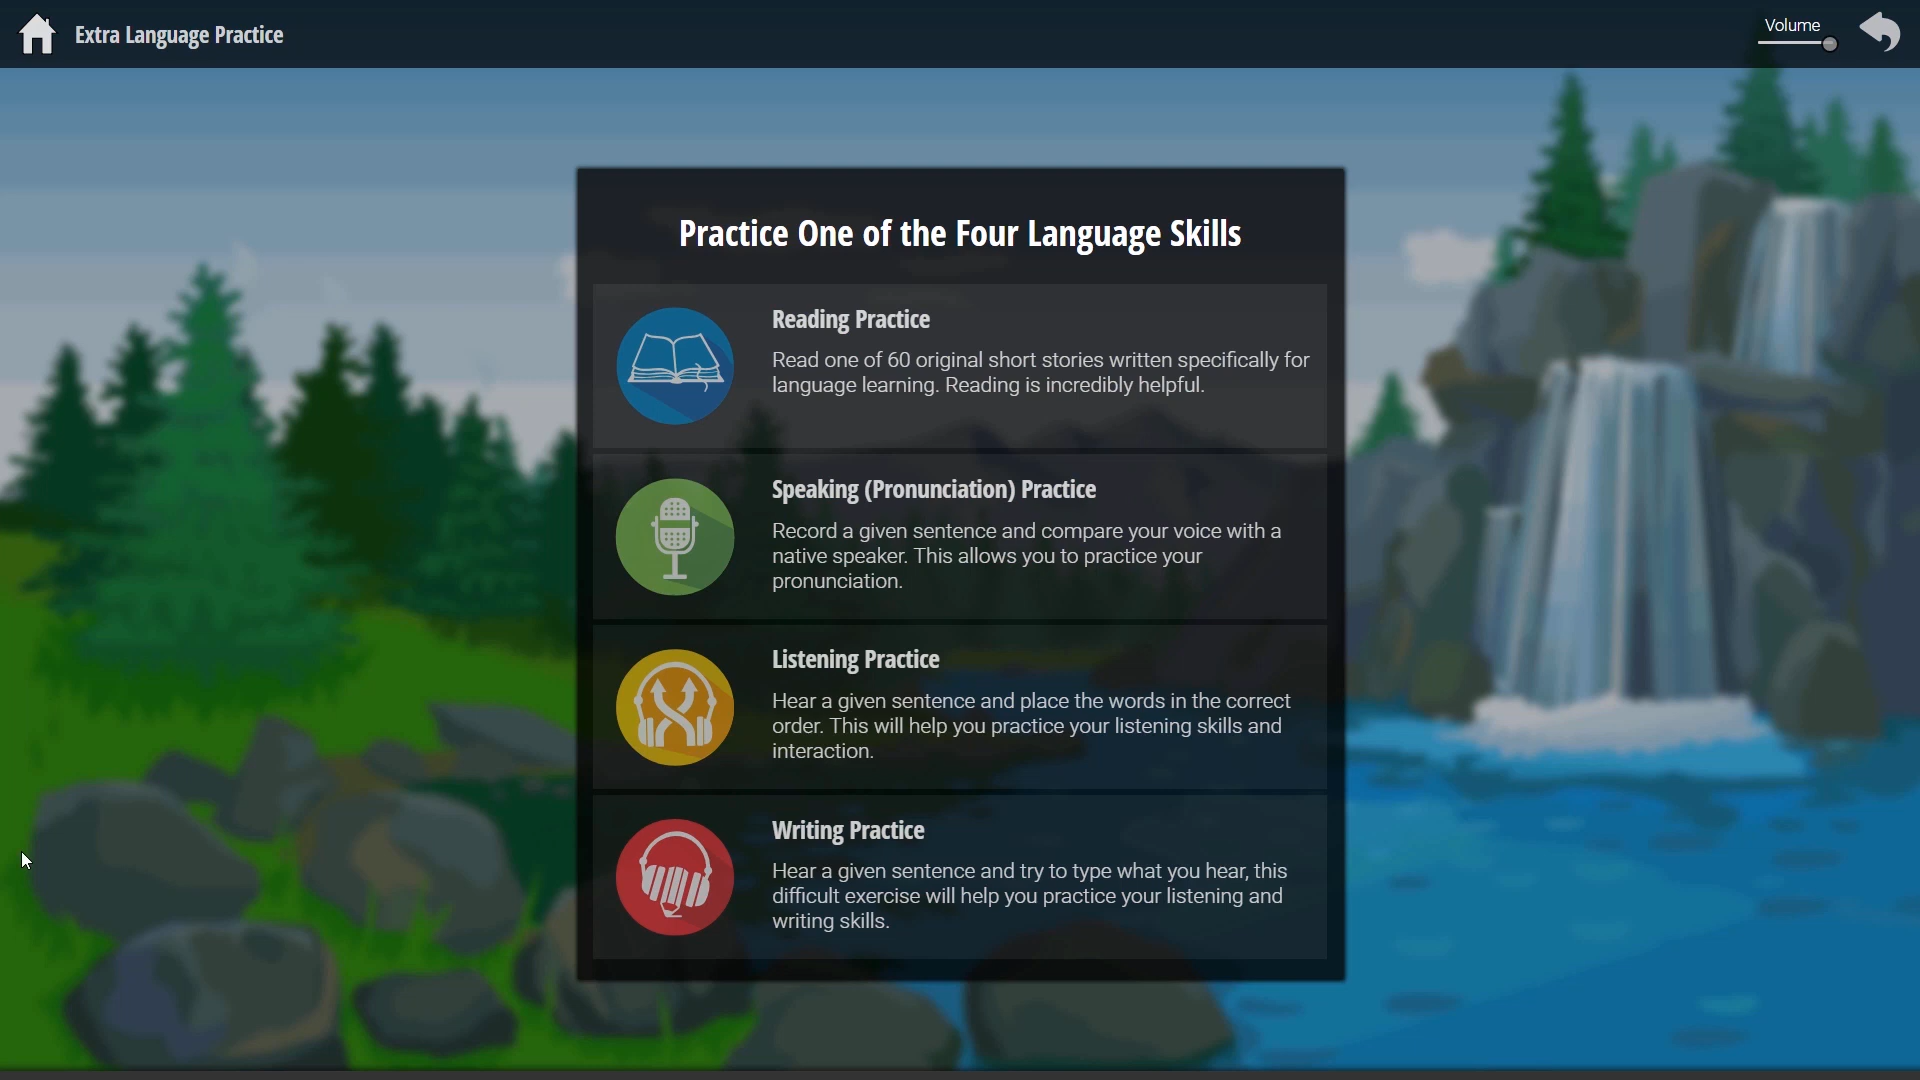 Extra Language Practice
Volume
Practice One of the Four Language Skills
Reading Practice
Read one of 60 original short stories written specifically for
language learning. Reading is incredibly helpful.
Speaking (Pronunciation) Practice
Record a given sentence and compare your voice with a
native speaker. This allows you to practice your
pronunciation.
Listening Practice
Hear a given sentence and place the words in the correct
order. This will help you practice your listening skills and
interaction.
Writing Practice
Hear a given sentence and try to type what you hear, this
difficult exercise will help you practice your listening and
writing skills.